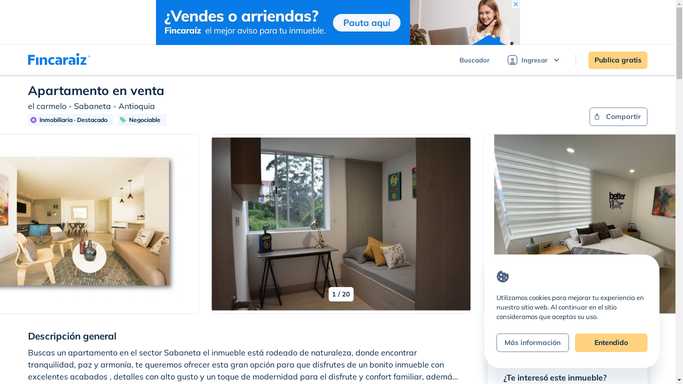 ¿Vendes o arriendas?
Fincaraíz el mejor aviso para tu inmueble.
Pauta aquí
Fincaraíz
Buscador
Ingresar
Publica gratis
Apartamento en venta
el carmelo - Sabaneta - Antioquia
Inmobiliaria · Destacado
Negociable
Compartir
better
1 / 20
Utilizamos cookies para mejorar tu experiencia en
nuestro sitio web. Al continuar en el sitio
consideramos que aceptas su uso.
Más información
Entendido
Descripción general
Buscas un apartamento en el sector Sabaneta el inmueble está rodeado de naturaleza, donde encontrar
tranquilidad, paz y armonía, te queremos ofrecer esta gran opción para que disfrutes de un bonito inmueble con
excelentes acabados , detalles con alto gusto y un toque de modernidad para el disfrute y confort familiar, ademá...
¿Te interesó este inmueble?